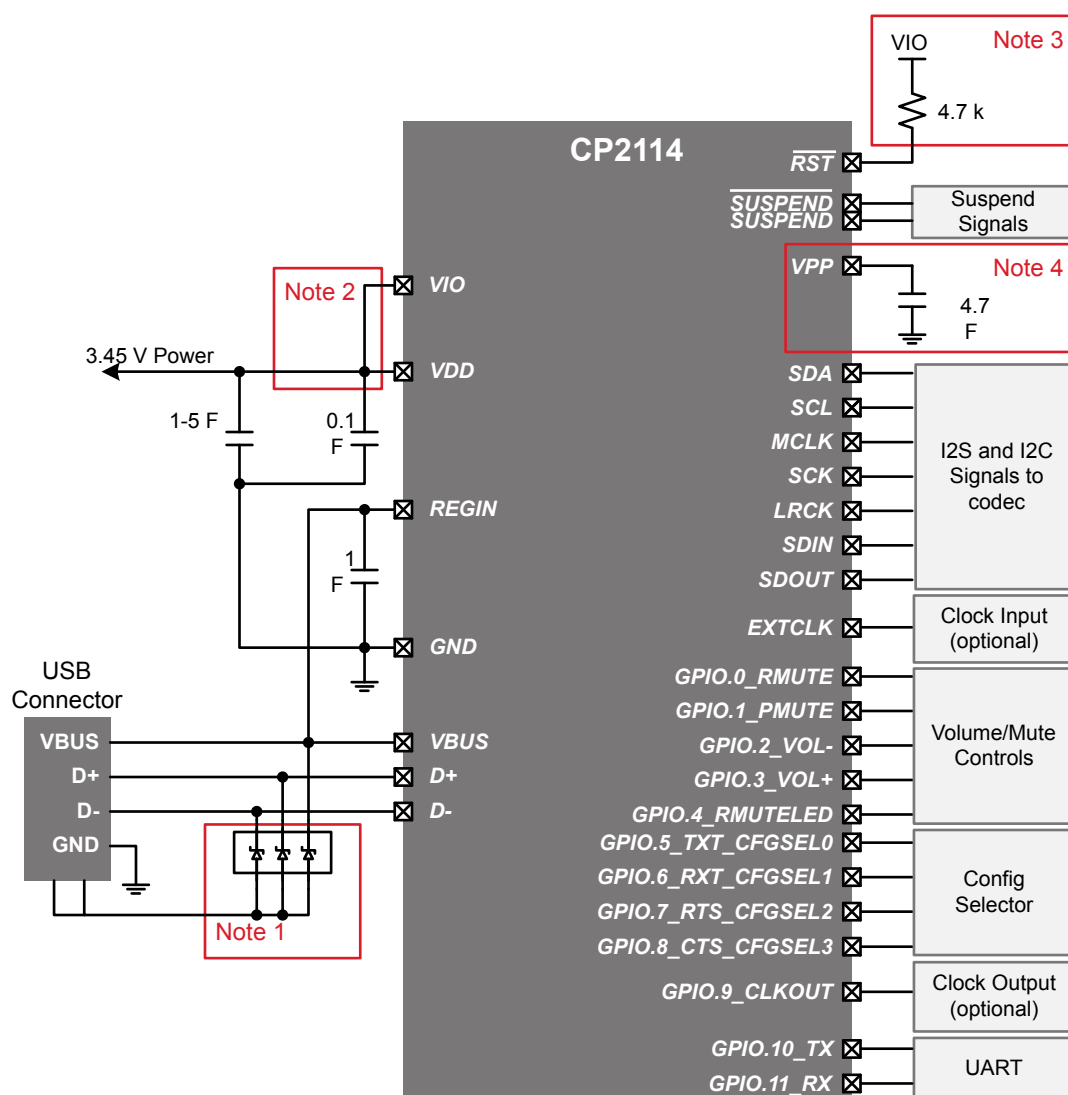 VIO
Note 3
4.7 k
CP2114
RST
SUSPEND
SUSPEND
Suspend
Signals
VPP
Note 4
4.7
F
Note 2
VIO
3.45 V Power
VDD
1-5 F
0.1
F
REGIN
1
F
GND
USB
Connector
VBUS
D+
D-
GND
VBUS
D+
D-
Note 1
SDA
SCL
MCLK
SCK
LRCK
SDIN
SDOUT
I2S and I2C
Signals to
codec
EXTCLK
Clock Input
(optional)
GPIO.0_RMUTE
GPIO.1_PMUTE
GPIO.2_VOL-
GPIO.3_VOL+
GPIO.4_RMUTELED
Volume/Mute
Controls
GPIO.5_TXT_CFGSEL0
GPIO.6_RXT_CFGSEL1
GPIO.7_RTS_CFGSEL2
GPIO.8_CTS_CFGSEL3
Config
Selector
GPIO.9_CLKOUT
Clock Output
(optional)
GPIO.10_TX
GPIO.11_RX
UART